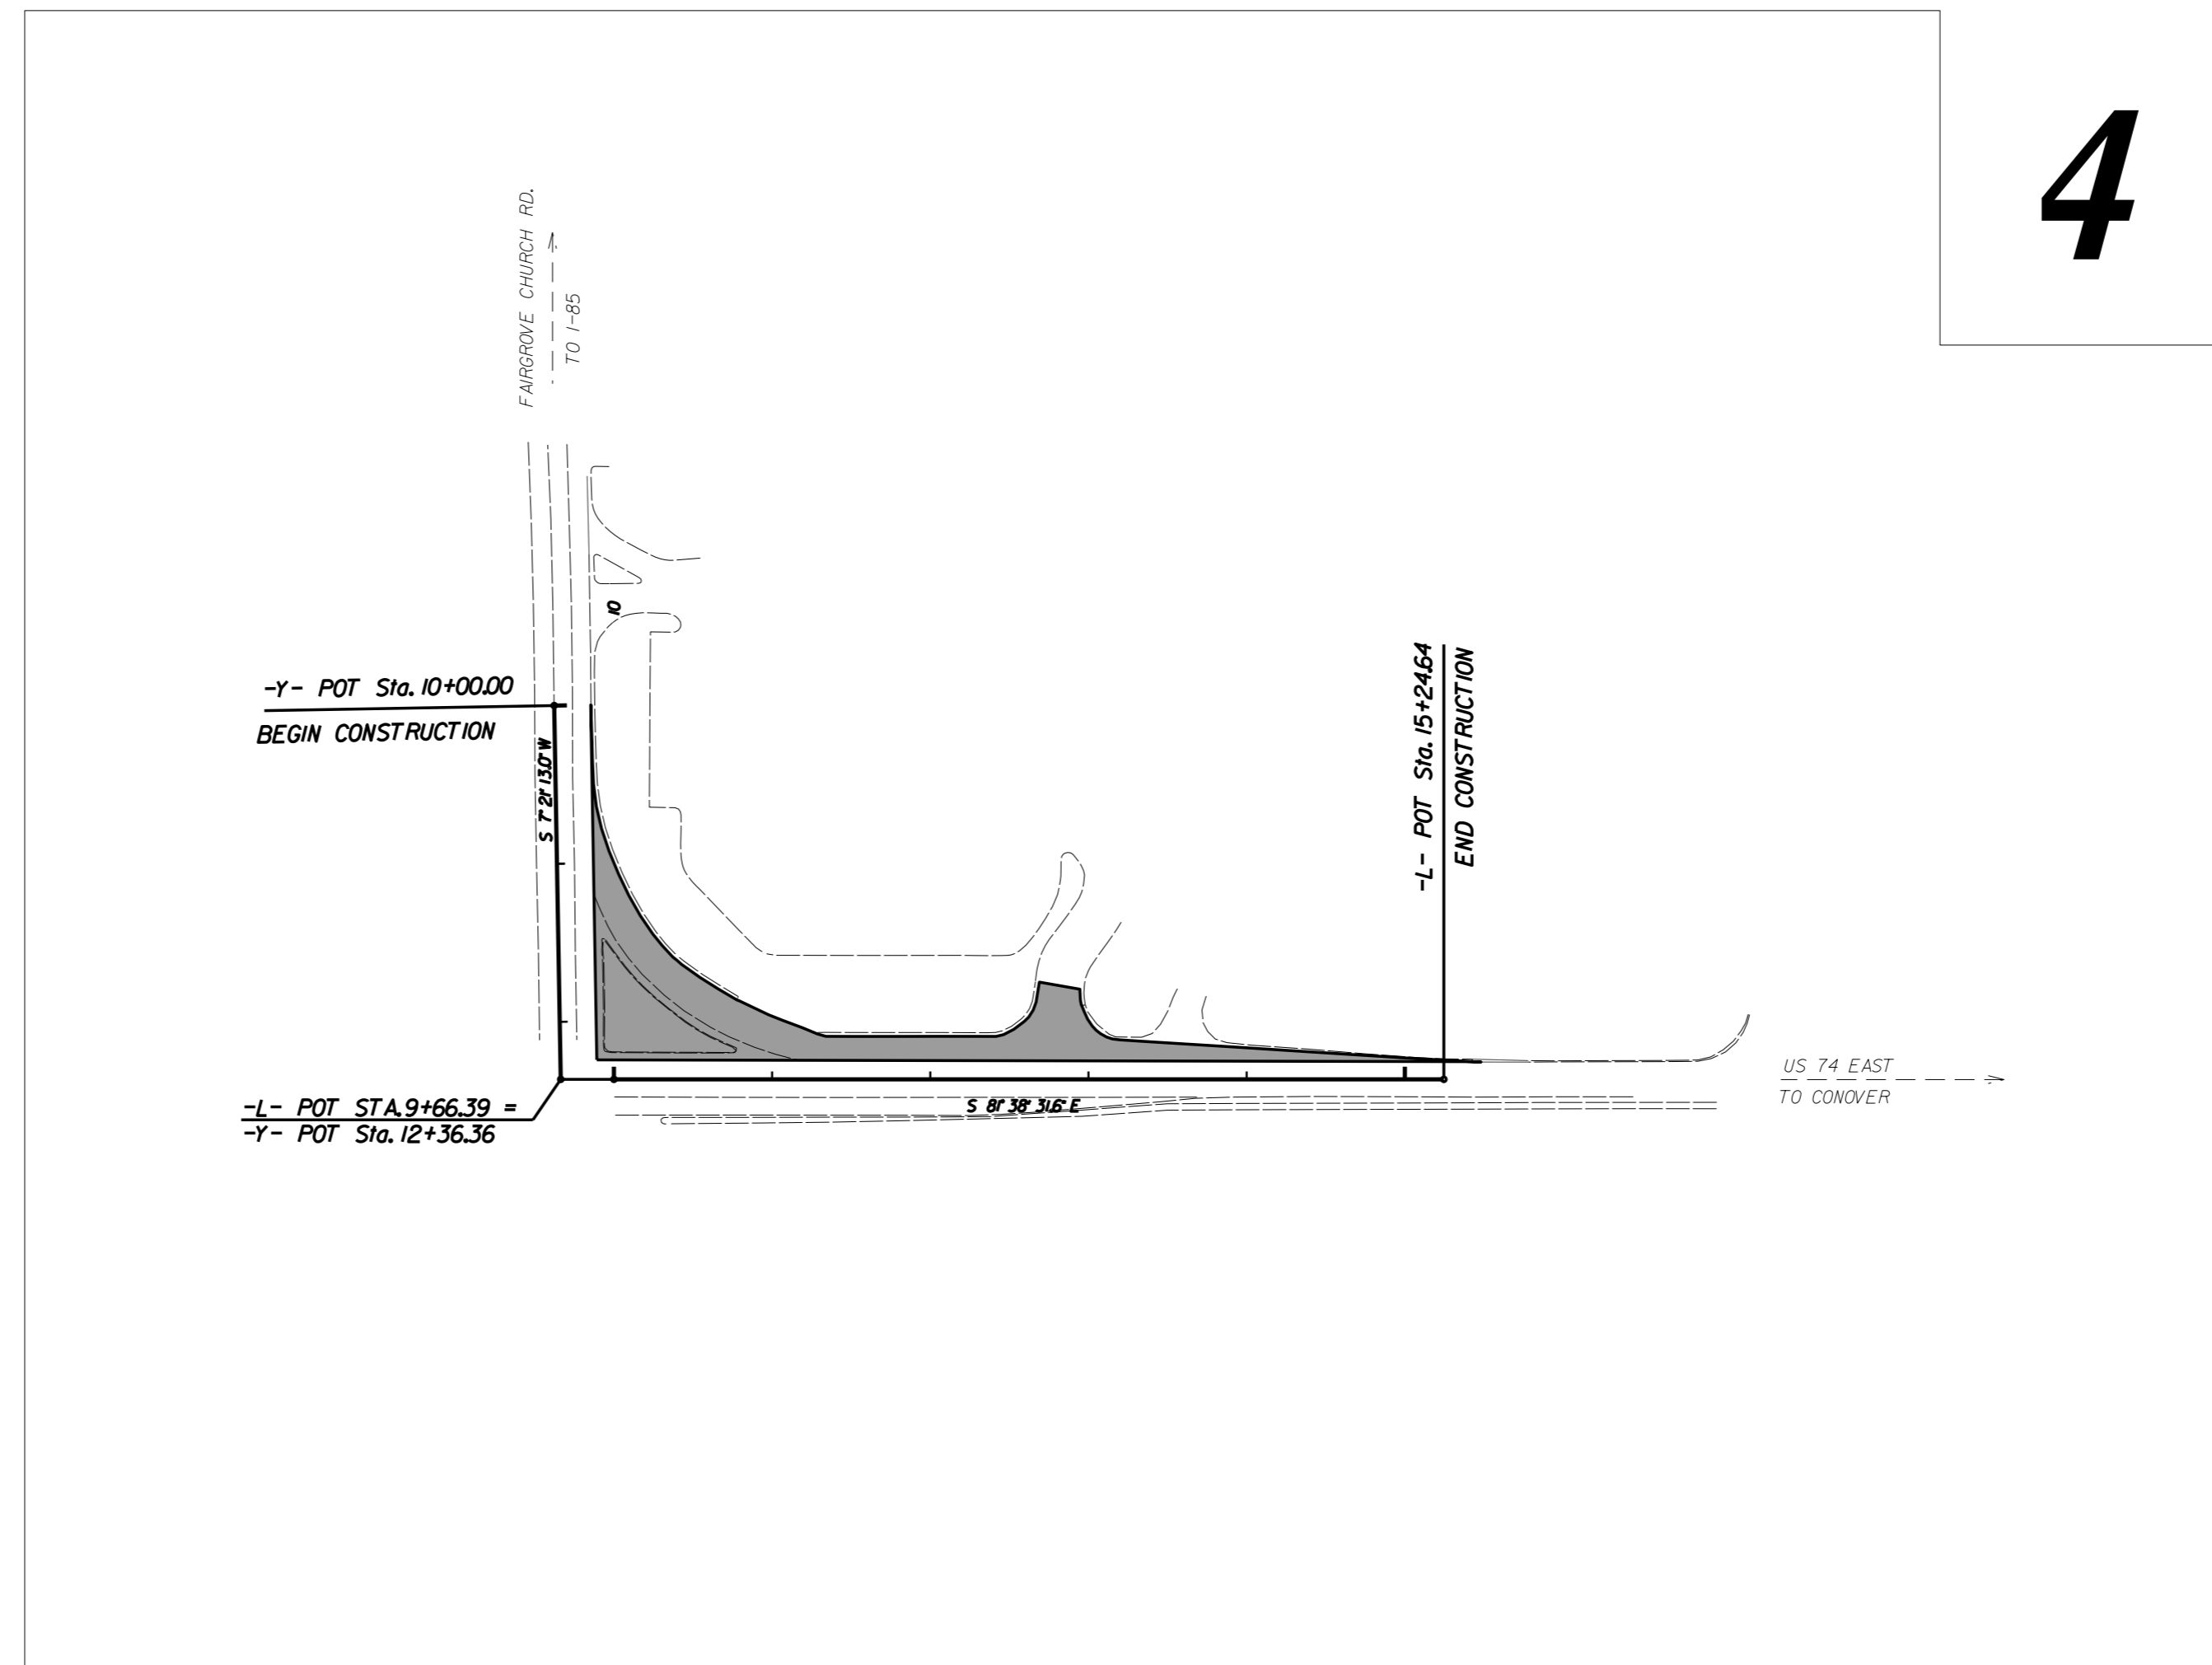 4
FAIRGROVE CHURCH RD.
TO I-85
10
-Y- POT Sta. 10+00.00
BEGIN CONSTRUCTION
S 7° 21' 13.0" W
-L- POT Sta. 15+24.64
END CONSTRUCTION
US 74 EAST
TO CONOVER
-L- POT STA. 9+66.39 =
-Y- POT Sta. 12+36.36
S 81° 38' 31.6" E